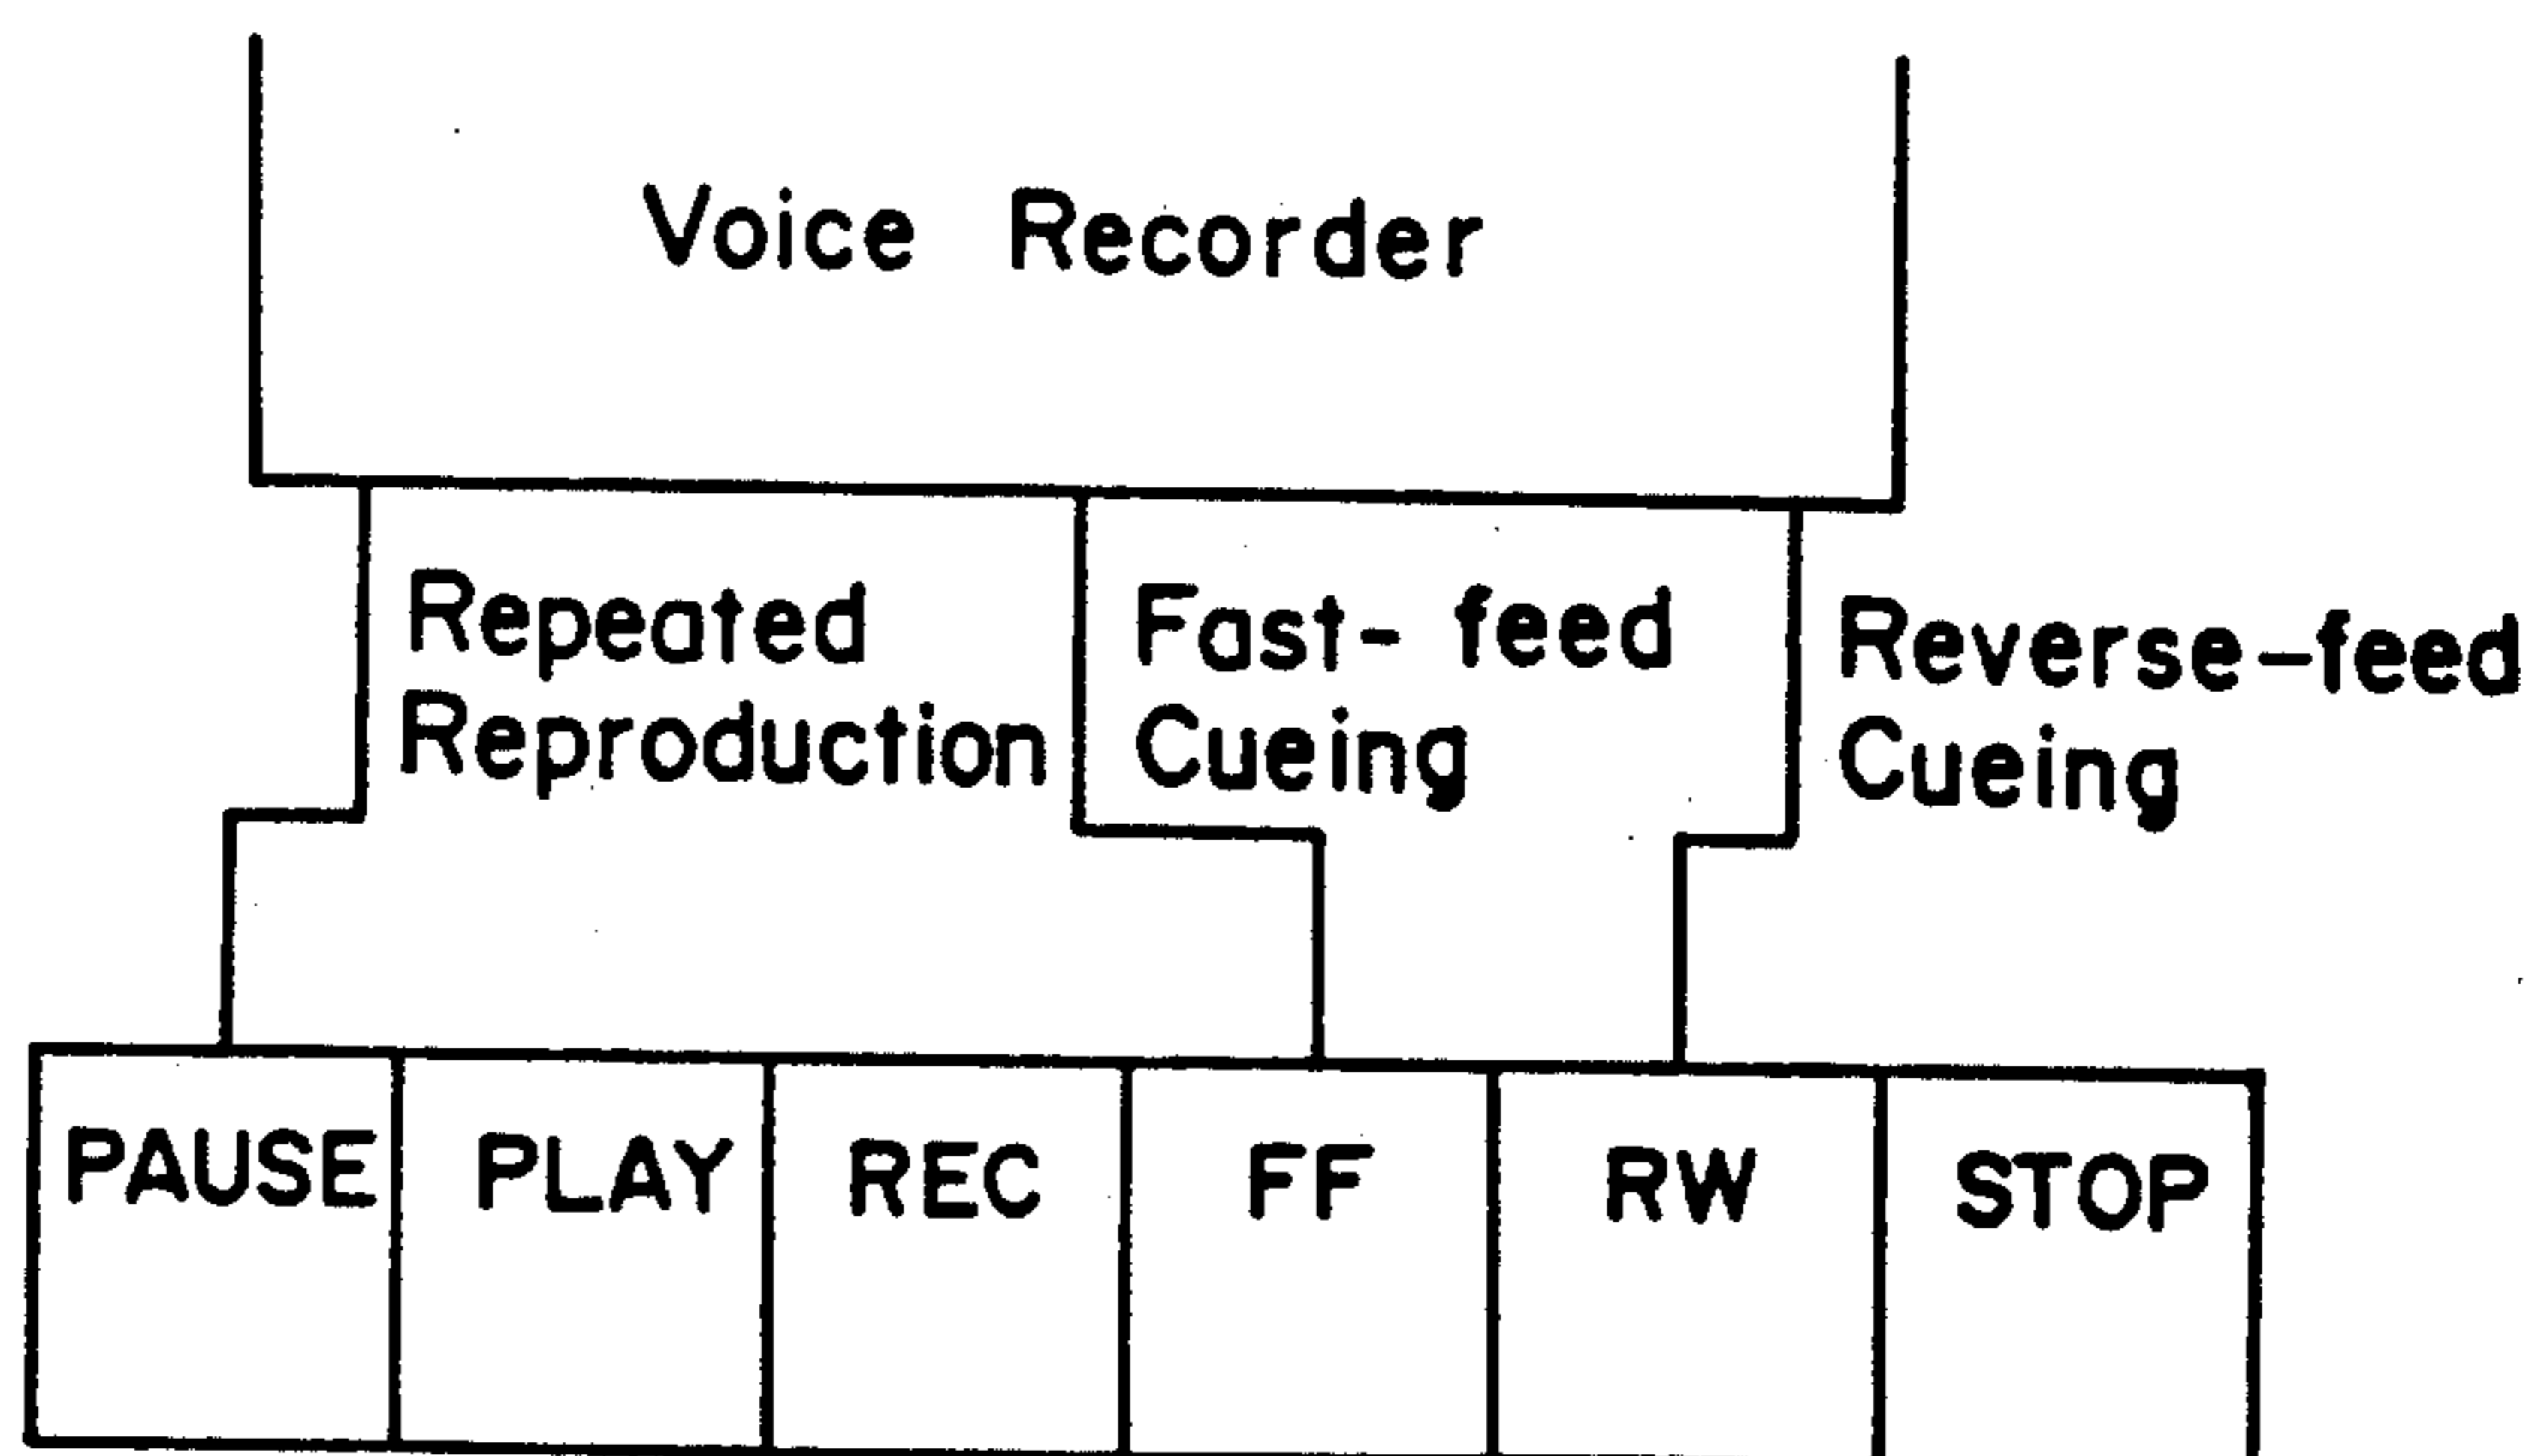 Voice Recorder
Repeated
Reproduction
Fast-feed
Cueing
Reverse-feed
Cueing
PAUSE PLAY REC FF RW STOP